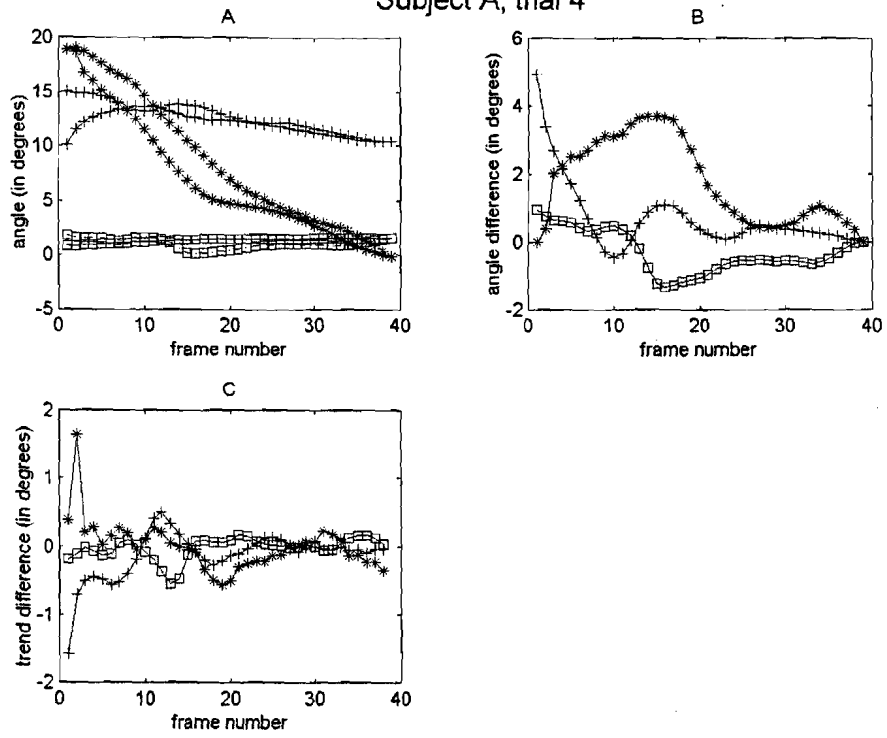 Subject A, trial 4
A
20
15
10
5
0
-5
0 10 20 30 40
angle (in degrees)
frame number
B
6
4
2
0
-2
0 10 20 30 40
angle difference (in degrees)
frame number
C
2
1
0
-1
-2
0 10 20 30 40
trend difference (in degrees)
frame number